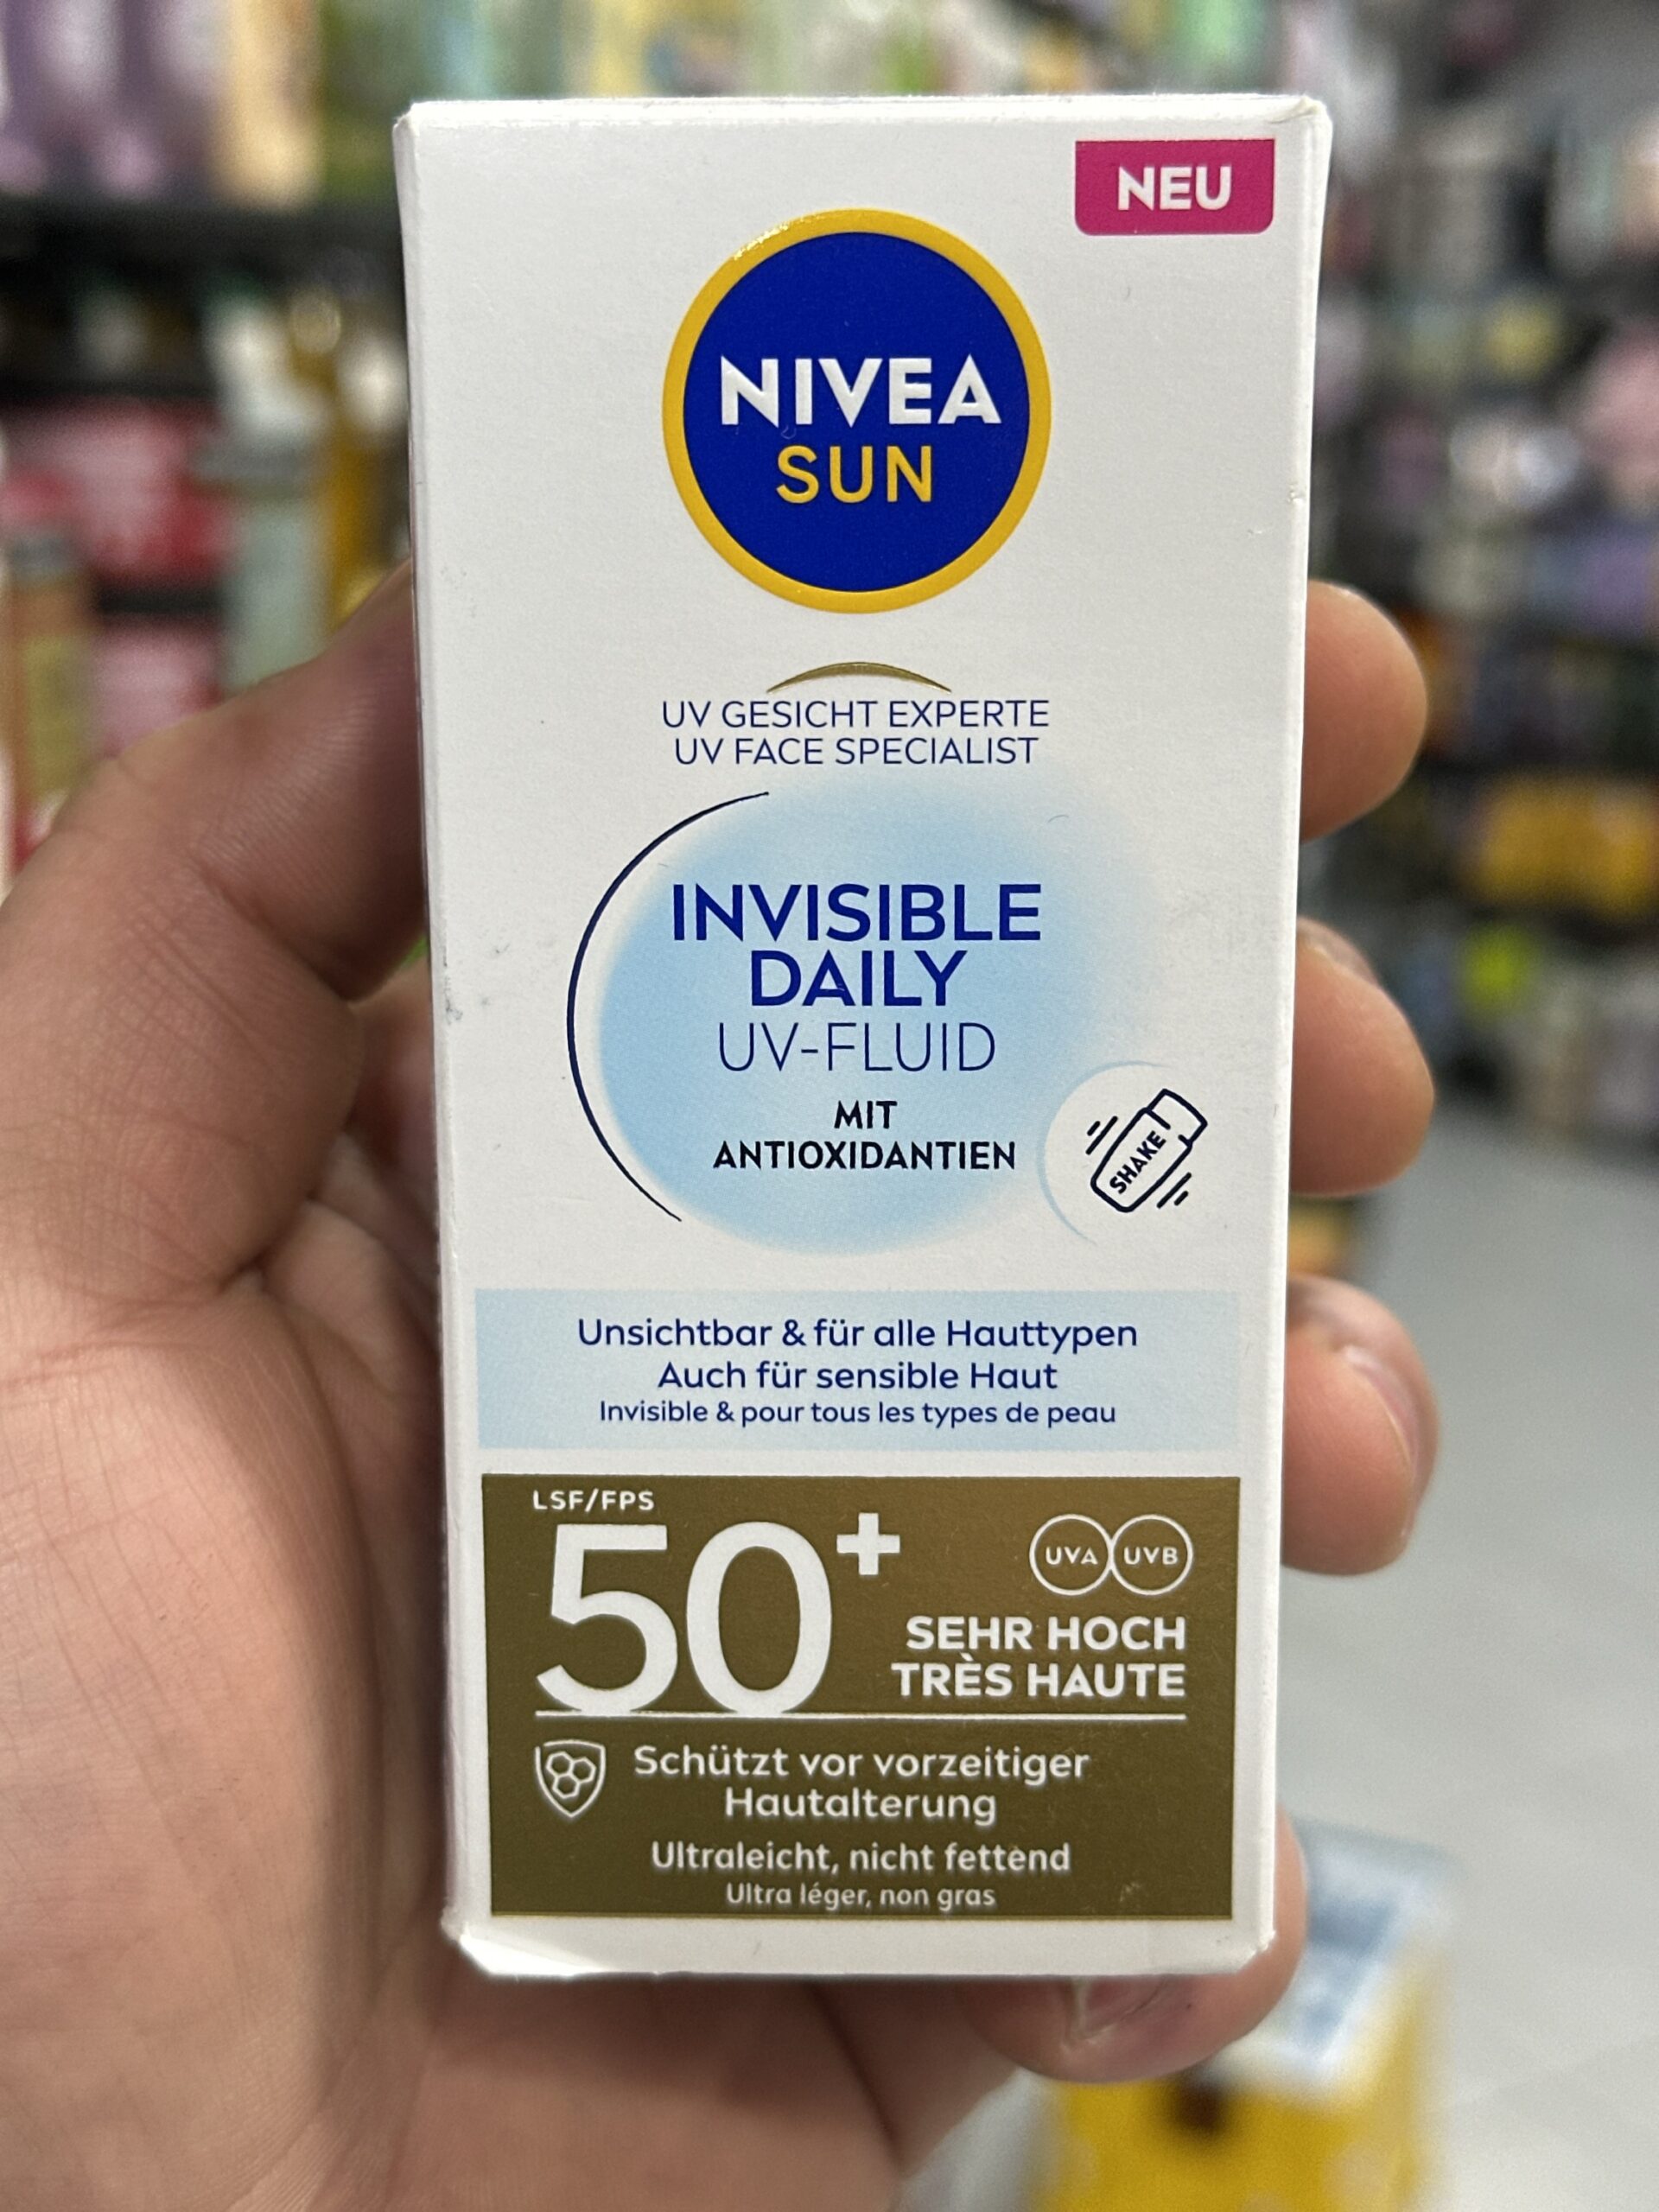 NEU
NIVEA
SUN
UV GESICHT EXPERTE
UV FACE SPECIALIST
INVISIBLE
DAILY
UV-FLUID
MIT
ANTIOXIDANTIEN
SHAKE
Unsichtbar & für alle Hauttypen
Auch für sensible Haut
Invisible & pour tous les types de peau
LSF/FPS
50+
UVA UVB
SEHR HOCH
TRÈS HAUTE
Schützt vor vorzeitiger
Hautalterung
Ultraleicht, nicht fettend
Ultra léger, non gras